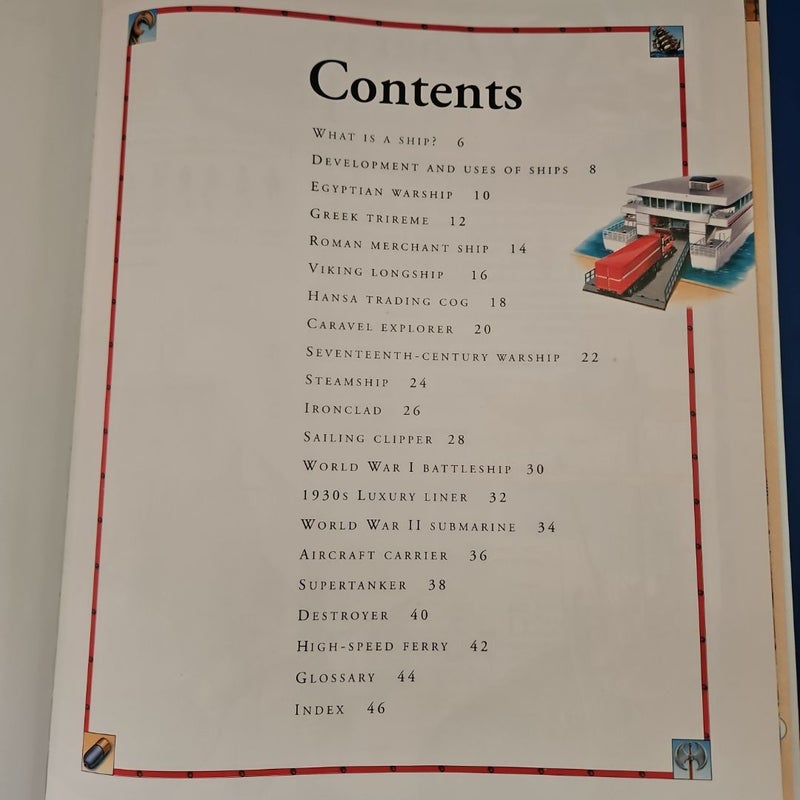 Contents
What is a ship? 6
Development and uses of ships 8
Egyptian warship 10
Greek trireme 12
Roman merchant ship 14
Viking longship 16
Hansa trading cog 18
Caravel explorer 20
Seventeenth-century warship 22
Steamship 24
Ironclad 26
Sailing clipper 28
World War I battleship 30
1930s Luxury liner 32
World War II submarine 34
Aircraft carrier 36
Supertanker 38
Destroyer 40
High-speed ferry 42
Glossary 44
Index 46